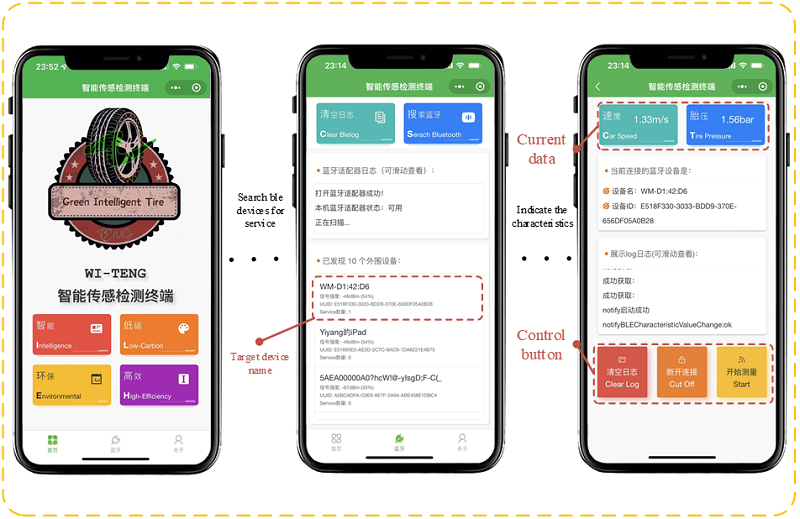 23:52
智能传感检测终端
Green Intelligent Tire
TENG
WI-TENG
智能传感检测终端
智能
Intelligence
低碳
Low-Carbon
环保
Environmental
高效
High-Efficiency
首页
蓝牙
关于
Search ble
devices for
service
23:14
智能传感检测终端
清空日志
Clear Blelog
搜索蓝牙
Serach Bluetooth
蓝牙适配器日志（可滑动查看）：
打开蓝牙适配器成功！
本机蓝牙适配器状态：可用
正在扫描...
已发现 10 个外围设备：
WM-D1:42:D6
信号强度: -46dBm (54%)
UUID: E518F330-3033-BDD9-370E-656DF05A0B28
Service数量: 1
Yiyang的iPad
信号强度: -46dBm (54%)
Service数量: 0
5AEA00000A0?hcW!@-yIsgD;F-C(_
信号强度: -67dBm (33%)
Service数量: 0
首页
蓝牙
关于
Target device
name
Indicate the
characteristics
Current
data
Control
button
23:14
智能传感检测终端
速度
1.33m/s
Car Speed
胎压
1.56bar
Tire Pressure
当前连接的蓝牙设备是：
设备名：WM-D1:42:D6
设备ID：E518F330-3033-BDD9-370E-
656DF05A0B28
展示log日志(可滑动查看)：
成功获取：
成功获取：
notify启动成功
notifyBLECharacteristicValueChange:ok
清空日志
Clear Log
断开连接
Cut Off
开始测量
Start